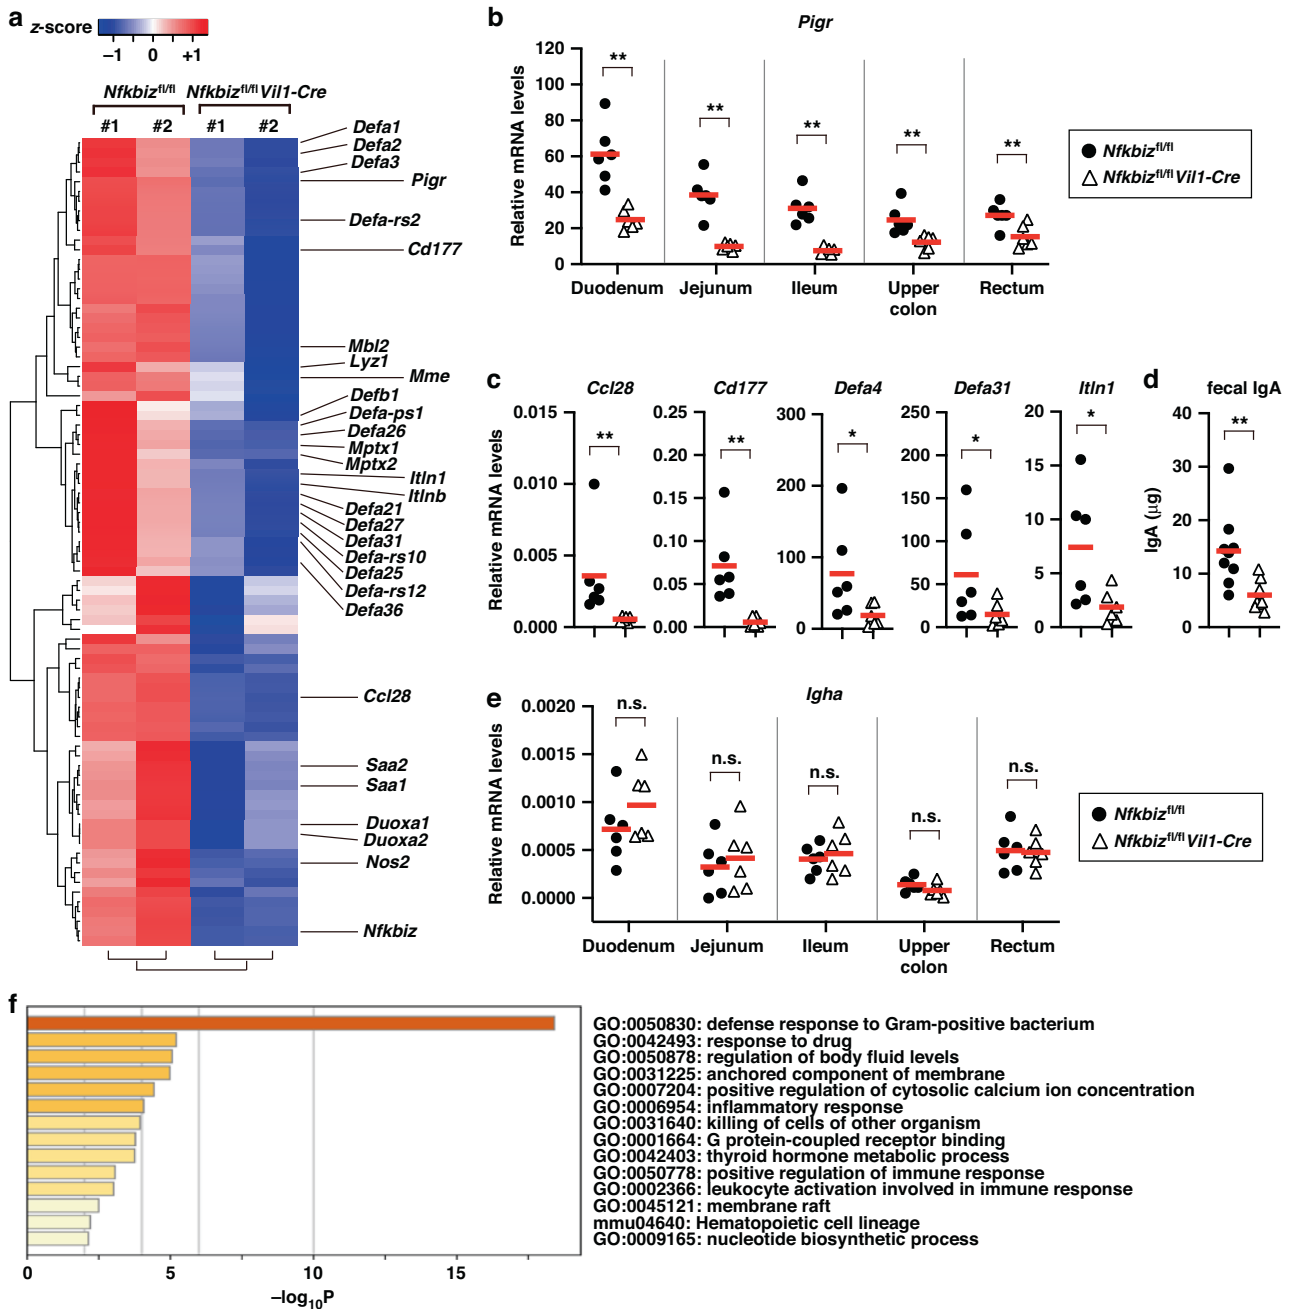 a
z-score
−1 0 +1
Nfkbiz^fl/fl Nfkbiz^fl/fl Vil1-Cre
#1 #2 #1 #2
Defa1
Defa2
Defa3
Pigr
Defa-rs2
Cd177
Mbl2
Lyz1
Mme
Defb1
Defa-ps1
Defa26
Mptx1
Mptx2
Itln1
Itlnb
Defa21
Defa27
Defa31
Defa-rs10
Defa25
Defa-rs12
Defa36
Ccl28
Saa2
Saa1
Duoxa1
Duoxa2
Nos2
Nfkbiz
b
Pigr
Relative mRNA levels
120
100
80
60
40
20
0
** ** ** ** **
Duodenum Jejunum Ileum Upper colon Rectum
Nfkbiz^fl/fl
Nfkbiz^fl/fl Vil1-Cre
c
Relative mRNA levels
Ccl28
0.015
0.010
0.005
0.000
**
Cd177
0.25
0.20
0.15
0.10
0.05
0.00
**
Defa4
300
200
100
0
*
Defa31
250
200
150
100
50
0
*
Itln1
20
15
10
5
0
*
d
fecal IgA
IgA (μg)
40
30
20
10
0
**
e
Igha
Relative mRNA levels
0.0020
0.0015
0.0010
0.0005
0.0000
n.s. n.s. n.s. n.s. n.s.
Duodenum Jejunum Ileum Upper colon Rectum
Nfkbiz^fl/fl
Nfkbiz^fl/fl Vil1-Cre
f
GO:0050830: defense response to Gram-positive bacterium
GO:0042493: response to drug
GO:0050878: regulation of body fluid levels
GO:0031225: anchored component of membrane
GO:0007204: positive regulation of cytosolic calcium ion concentration
GO:0006954: inflammatory response
GO:0031640: killing of cells of other organism
GO:0001664: G protein-coupled receptor binding
GO:0042403: thyroid hormone metabolic process
GO:0050778: positive regulation of immune response
GO:0002366: leukocyte activation involved in immune response
GO:0045121: membrane raft
mmu04640: Hematopoietic cell lineage
GO:0009165: nucleotide biosynthetic process
0 5 10 15
−log₁₀P